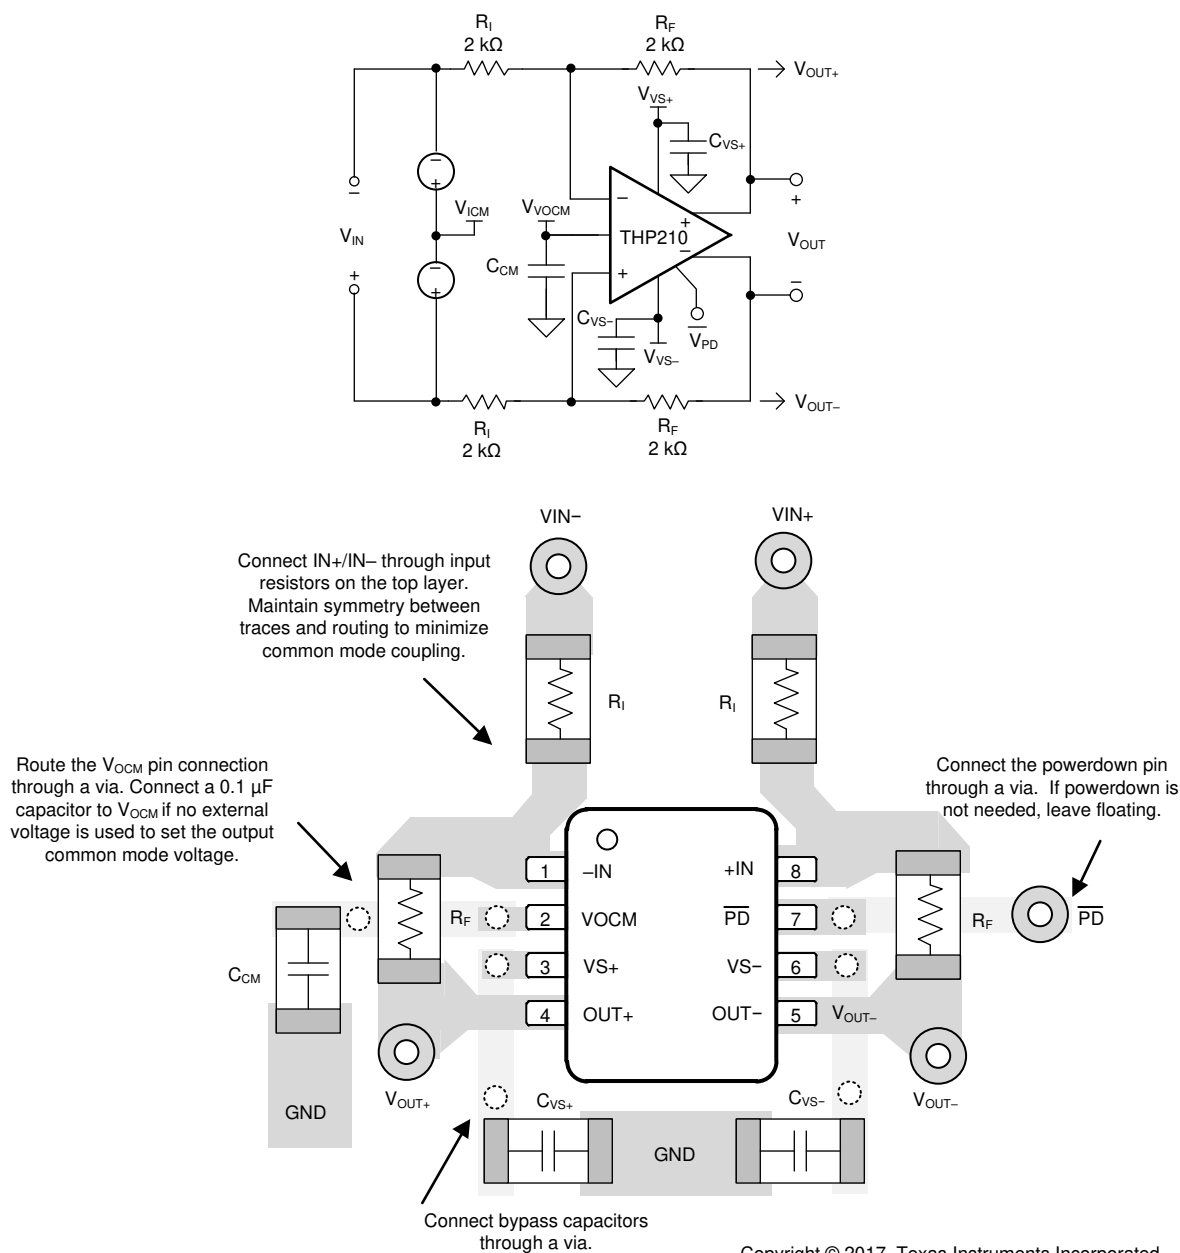 R_I
2 kΩ
R_F
2 kΩ
V_OUT+
V_VS+
C_VS+
−
+
−
+
V_ICM
−
+
V_IN
+
−
V_VOCM
C_CM
−
+
THP210
+
−
+
V_OUT
−
C_VS−
V_VS−
V̅_PD
V_OUT−
R_I
2 kΩ
R_F
2 kΩ
VIN−
VIN+
Connect IN+/IN– through input
resistors on the top layer.
Maintain symmetry between
traces and routing to minimize
common mode coupling.
R_I
R_I
Route the V_OCM pin connection
through a via. Connect a 0.1 µF
capacitor to V_OCM if no external
voltage is used to set the output
common mode voltage.
Connect the powerdown pin
through a via.  If powerdown is
not needed, leave floating.
1 –IN
+IN 8
R_F
2 VOCM
P̅D̅ 7
R_F
P̅D̅
C_CM
3 VS+
VS− 6
4 OUT+
OUT− 5
V_OUT−
GND
V_OUT+
C_VS+
C_VS−
V_OUT−
GND
Connect bypass capacitors
through a via.
Copyright © 2017, Texas Instruments Incorporated